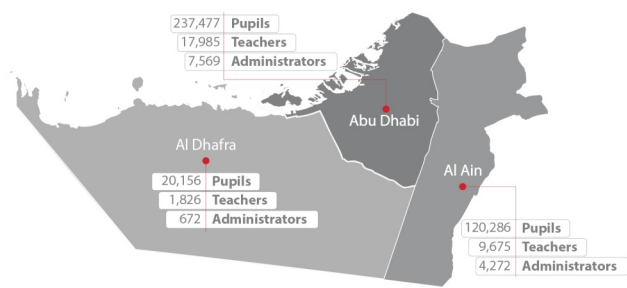 237,477 Pupils
17,985 Teachers
7,569 Administrators
Abu Dhabi
Al Dhafra
20,156 Pupils
1,826 Teachers
672 Administrators
Al Ain
120,286 Pupils
9,675 Teachers
4,272 Administrators